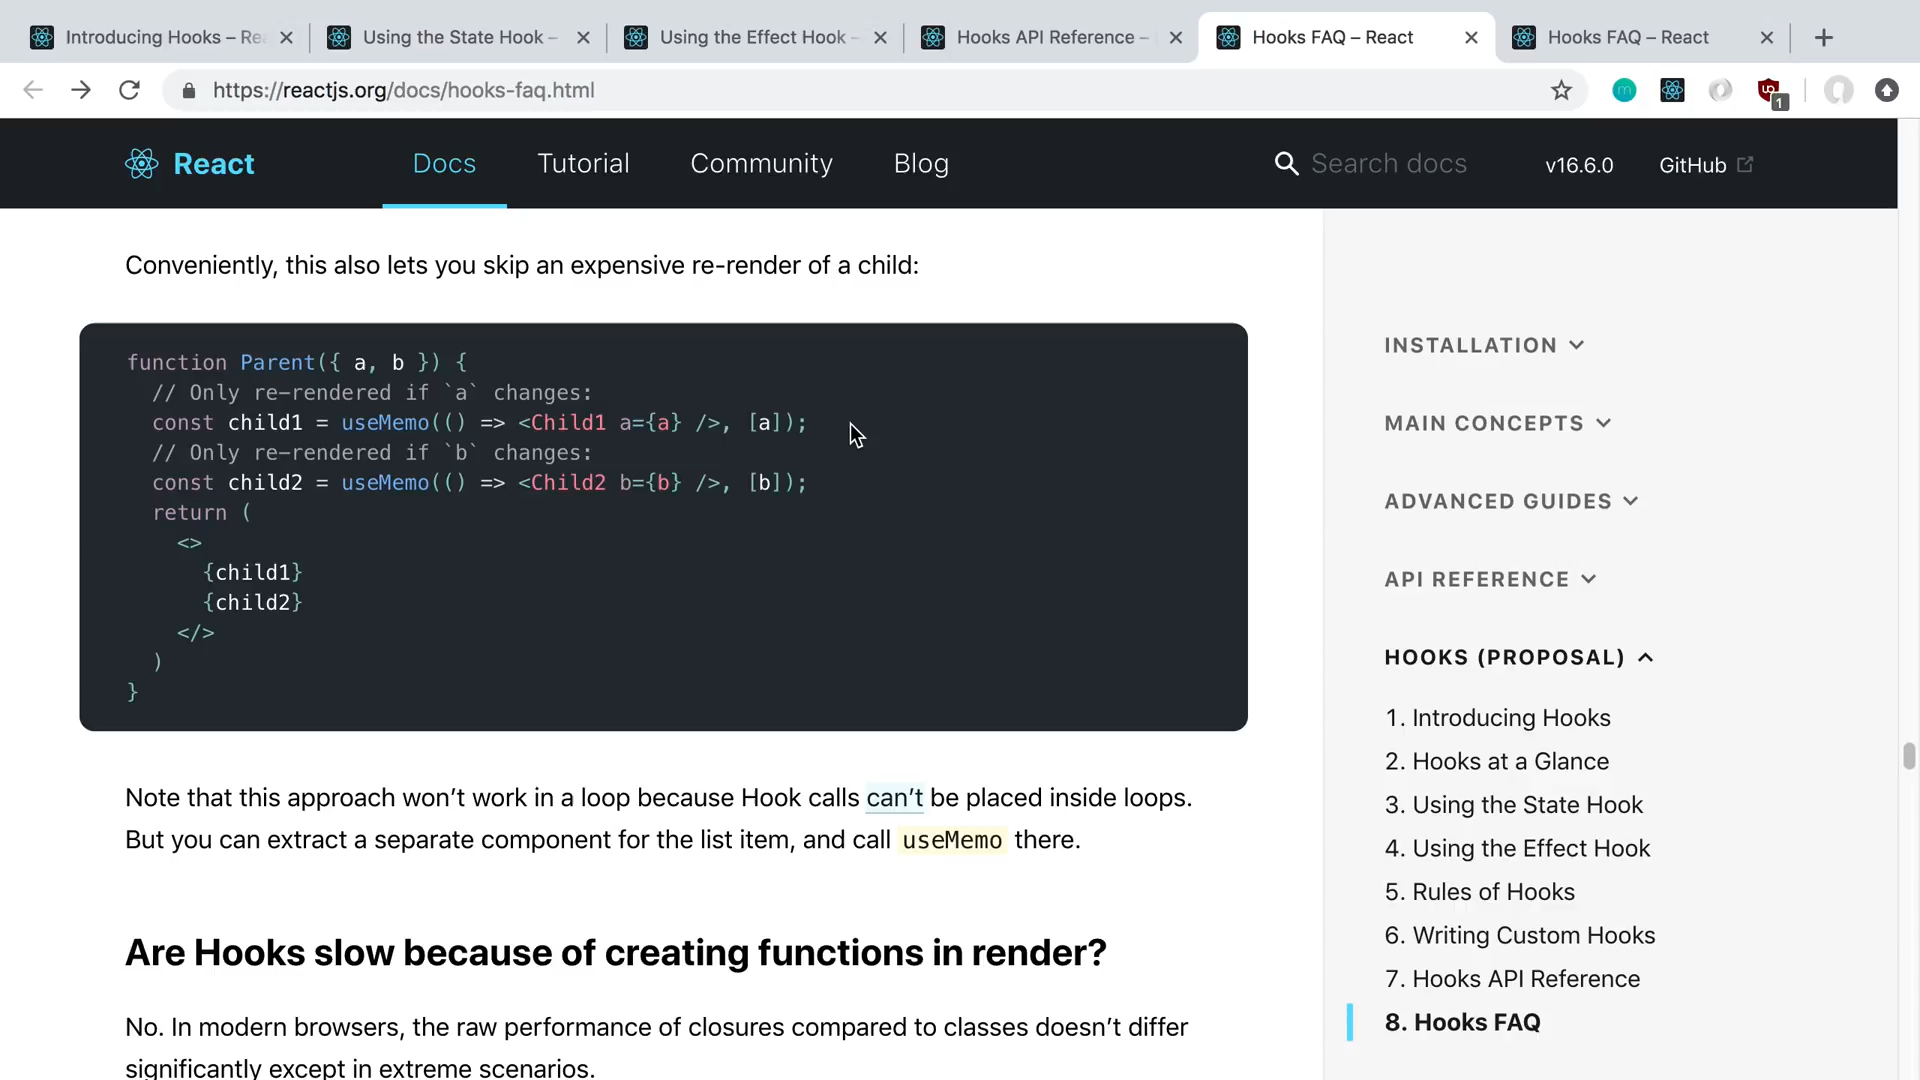 Introducing Hooks – Rea
Using the State Hook –
Using the Effect Hook –
Hooks API Reference –
Hooks FAQ – React
Hooks FAQ – React
https://reactjs.org/docs/hooks-faq.html
1
React
Docs
Tutorial
Community
Blog
Search docs
v16.6.0
GitHub
Conveniently, this also lets you skip an expensive re-render of a child:
function Parent({ a, b }) {
  // Only re-rendered if `a` changes:
  const child1 = useMemo(() => <Child1 a={a} />, [a]);
  // Only re-rendered if `b` changes:
  const child2 = useMemo(() => <Child2 b={b} />, [b]);
  return (
    <>
      {child1}
      {child2}
    </>
  )
}
Note that this approach won’t work in a loop because Hook calls can’t be placed inside loops.
But you can extract a separate component for the list item, and call useMemo there.
Are Hooks slow because of creating functions in render?
No. In modern browsers, the raw performance of closures compared to classes doesn’t differ
significantly except in extreme scenarios.
INSTALLATION
MAIN CONCEPTS
ADVANCED GUIDES
API REFERENCE
HOOKS (PROPOSAL)
1. Introducing Hooks
2. Hooks at a Glance
3. Using the State Hook
4. Using the Effect Hook
5. Rules of Hooks
6. Writing Custom Hooks
7. Hooks API Reference
8. Hooks FAQ